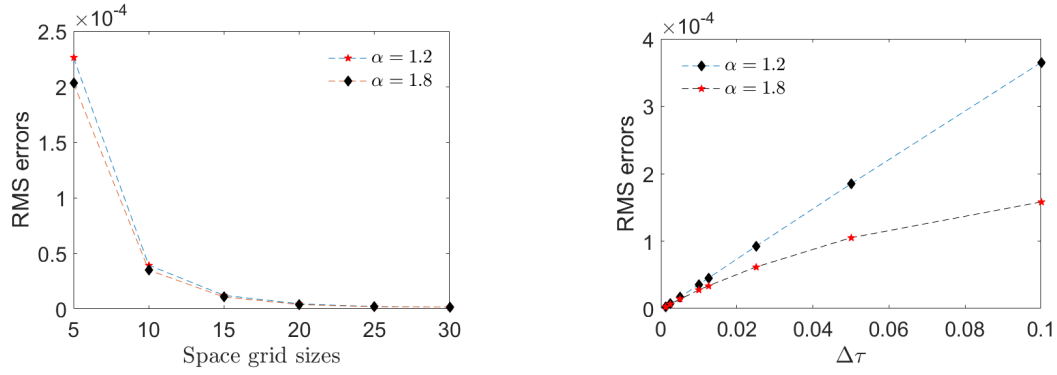 ×10⁻⁴
2.5
2
1.5
1
0.5
0
RMS errors
α = 1.2
α = 1.8
5 10 15 20 25 30
Space grid sizes
×10⁻⁴
4
3
2
1
0
RMS errors
α = 1.2
α = 1.8
0 0.02 0.04 0.06 0.08 0.1
Δτ